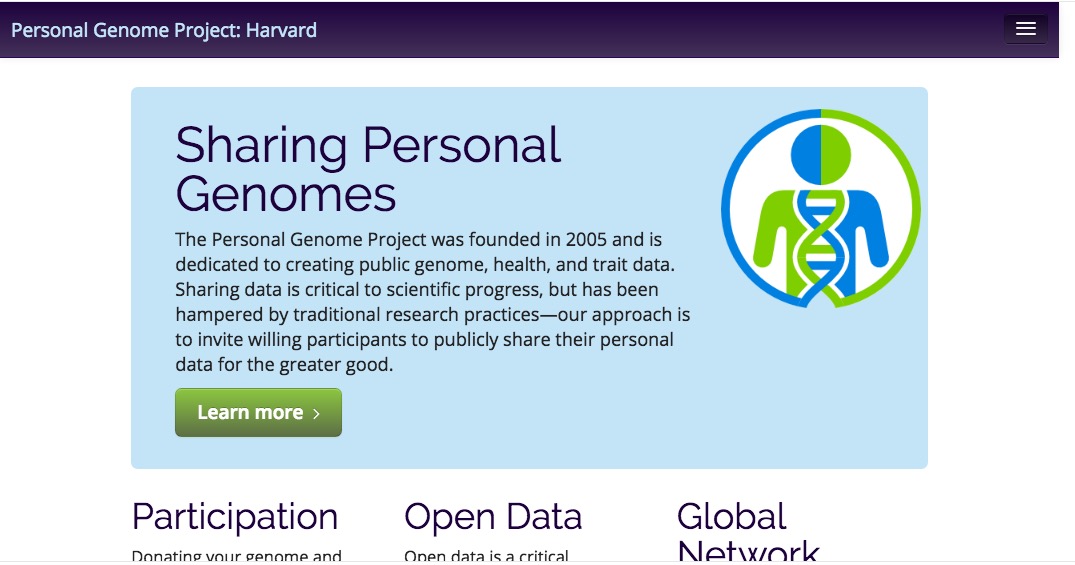 Personal Genome Project: Harvard
Sharing Personal
Genomes
The Personal Genome Project was founded in 2005 and is
dedicated to creating public genome, health, and trait data.
Sharing data is critical to scientific progress, but has been
hampered by traditional research practices—our approach is
to invite willing participants to publicly share their personal
data for the greater good.
Learn more ›
Participation
Donating your genome and
Open Data
Open data is a critical
Global
Network